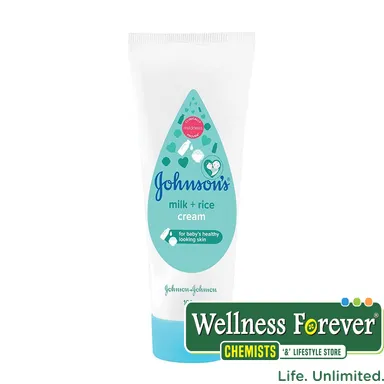 Johnson's
milk + rice
cream
for baby's healthy
looking skin
Johnson & Johnson
Wellness Forever
CHEMISTS '&' LIFESTYLE STORE
Life. Unlimited.